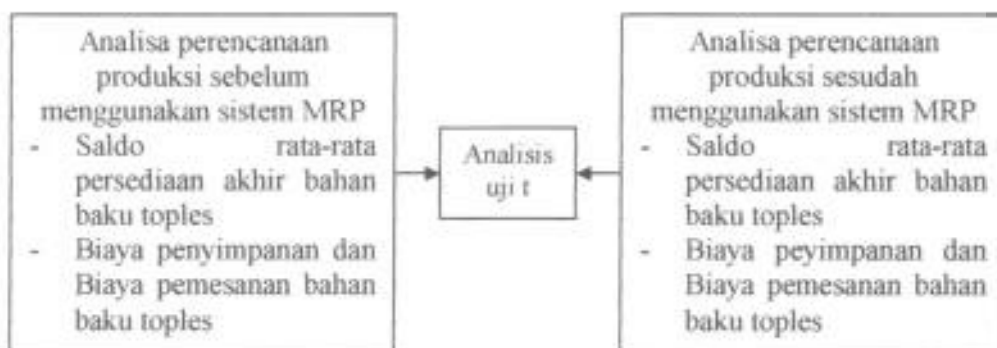 Analisa perencanaan
produksi sebelum
menggunakan sistem MRP
- Saldo rata-rata
persediaan akhir bahan
baku toples
- Biaya penyimpanan dan
Biaya pemesanan bahan
baku toples
Analisis
uji t
Analisa perencanaan
produksi sesudah
menggunakan sistem MRP
- Saldo rata-rata
persediaan akhir bahan
baku toples
- Biaya peyimpanan dan
Biaya pemesanan bahan
baku toples